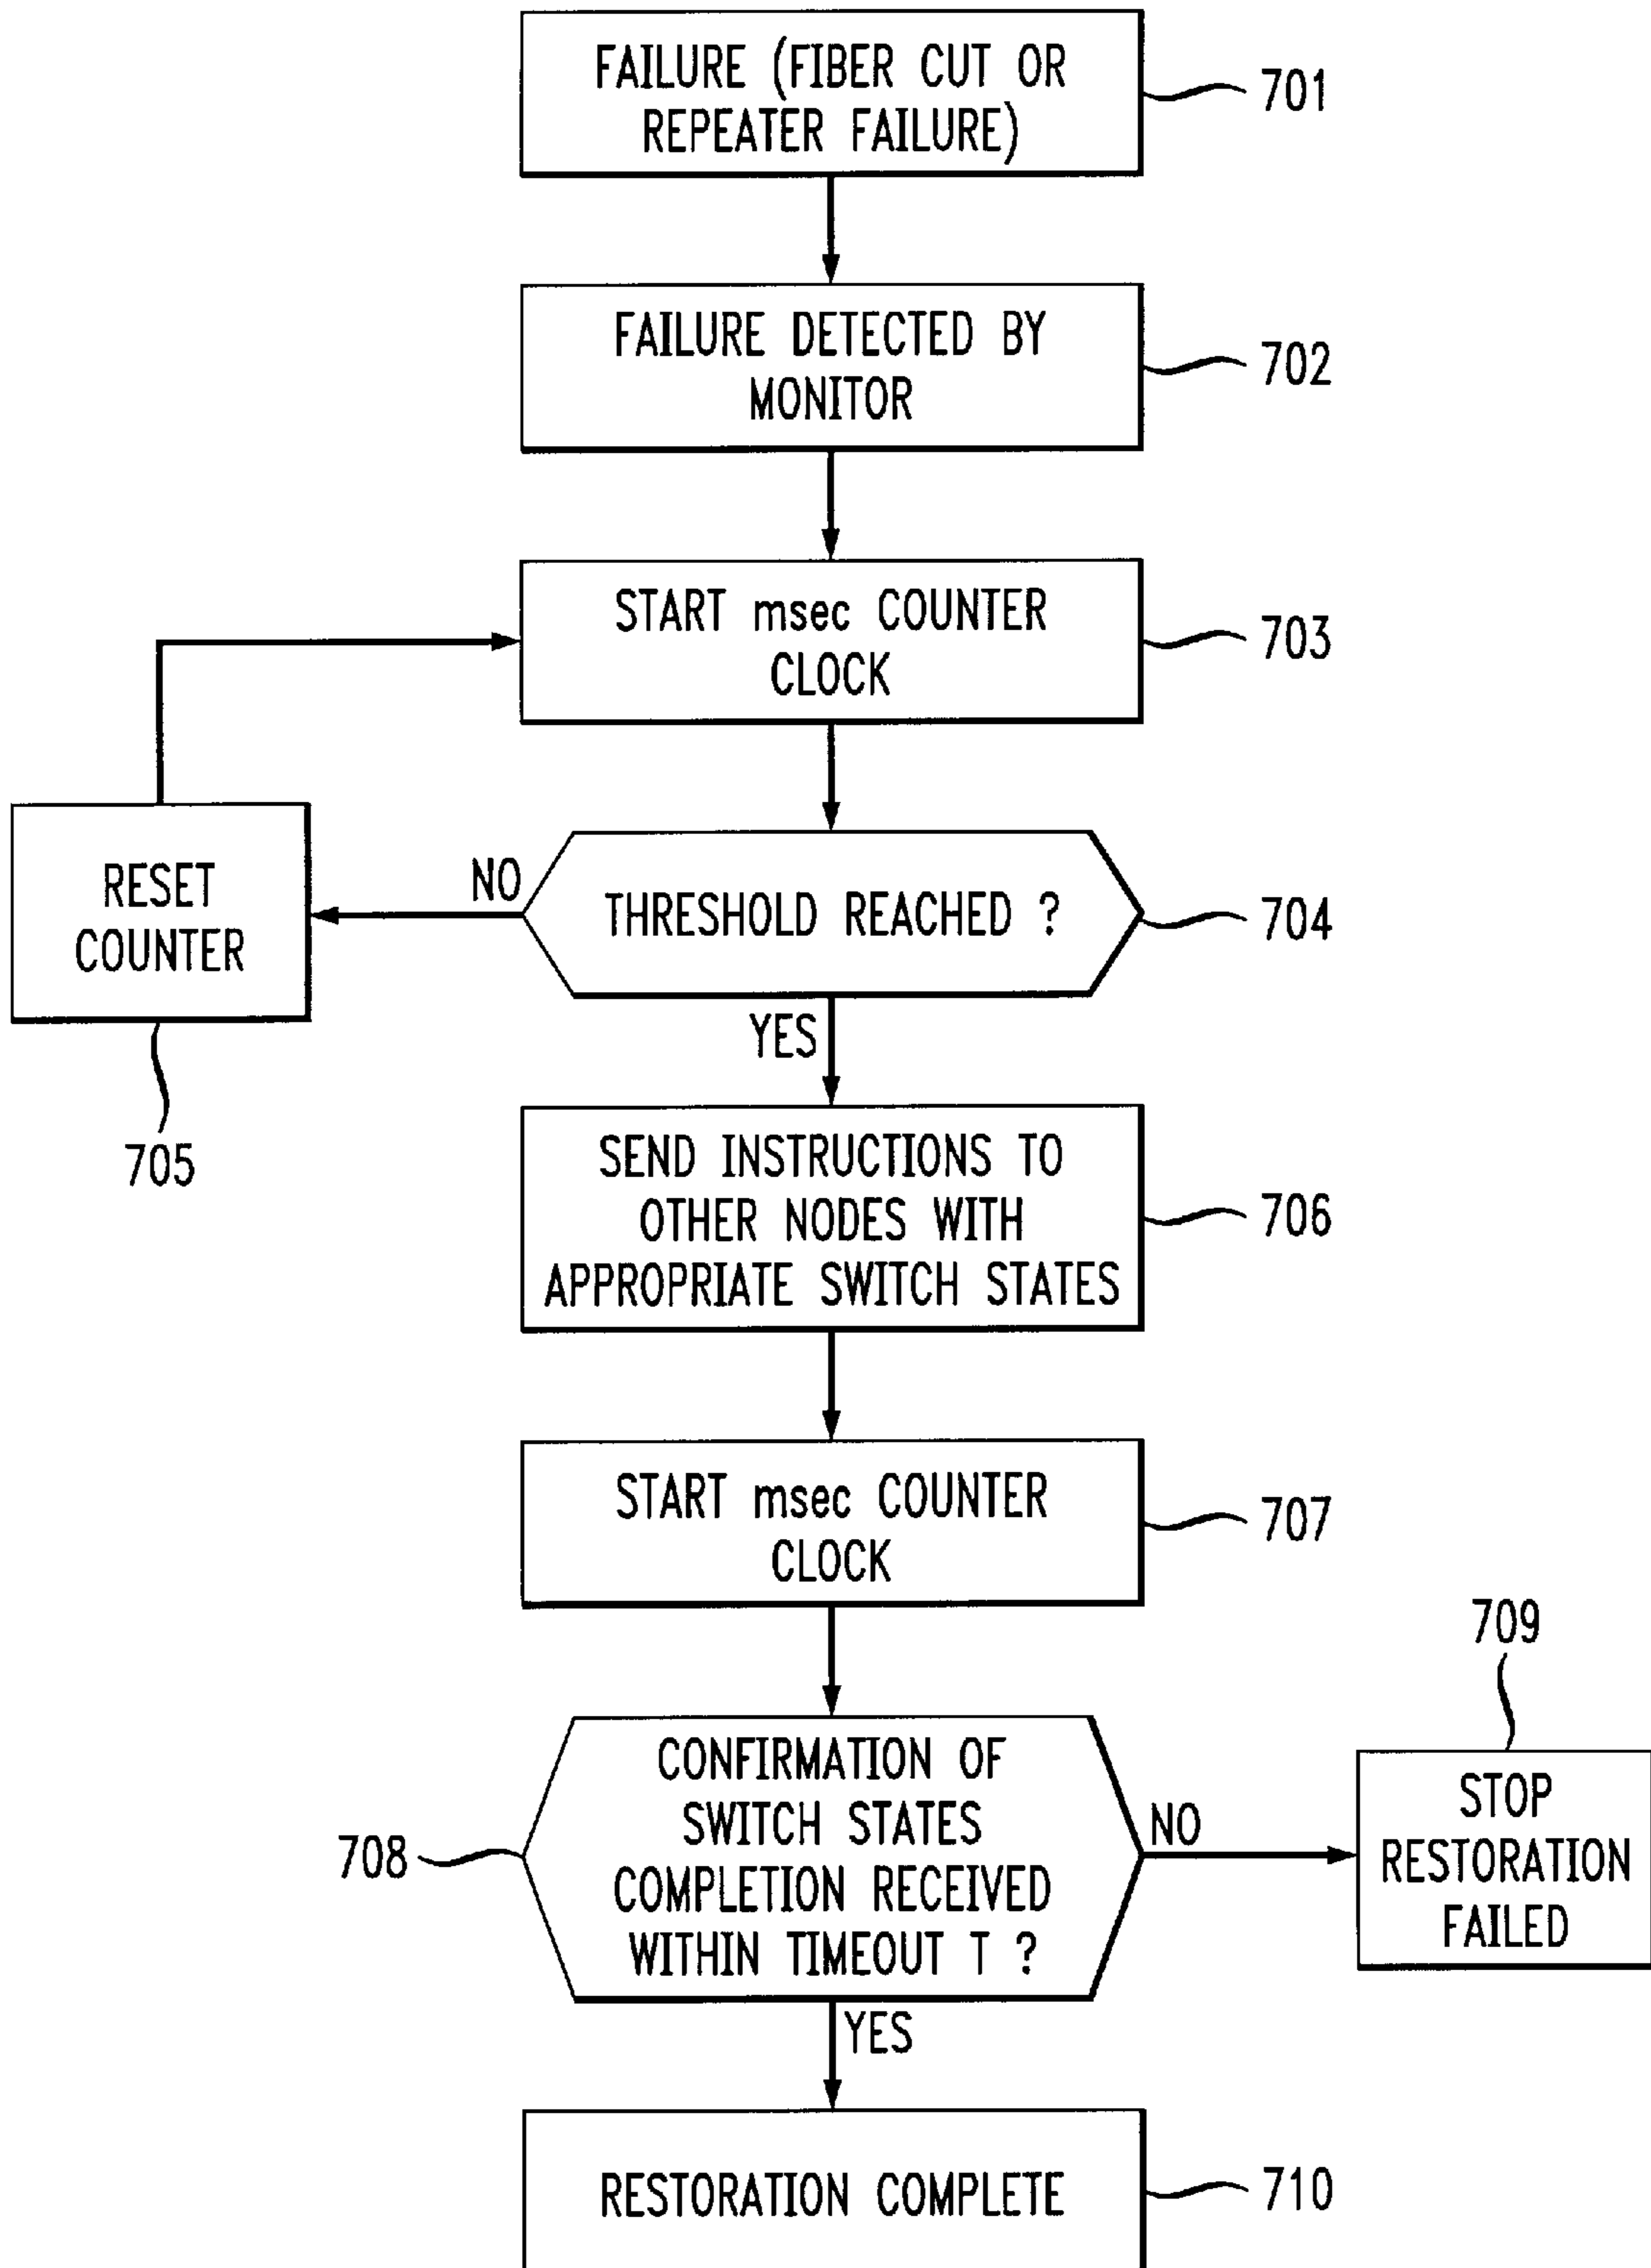 FAILURE (FIBER CUT OR
REPEATER FAILURE)
701
FAILURE DETECTED BY
MONITOR
702
START msec COUNTER
CLOCK
703
RESET
COUNTER
705
NO
THRESHOLD REACHED ?
704
YES
SEND INSTRUCTIONS TO
OTHER NODES WITH
APPROPRIATE SWITCH STATES
706
START msec COUNTER
CLOCK
707
708
CONFIRMATION OF
SWITCH STATES
COMPLETION RECEIVED
WITHIN TIMEOUT T ?
NO
709
STOP
RESTORATION
FAILED
YES
RESTORATION COMPLETE
710